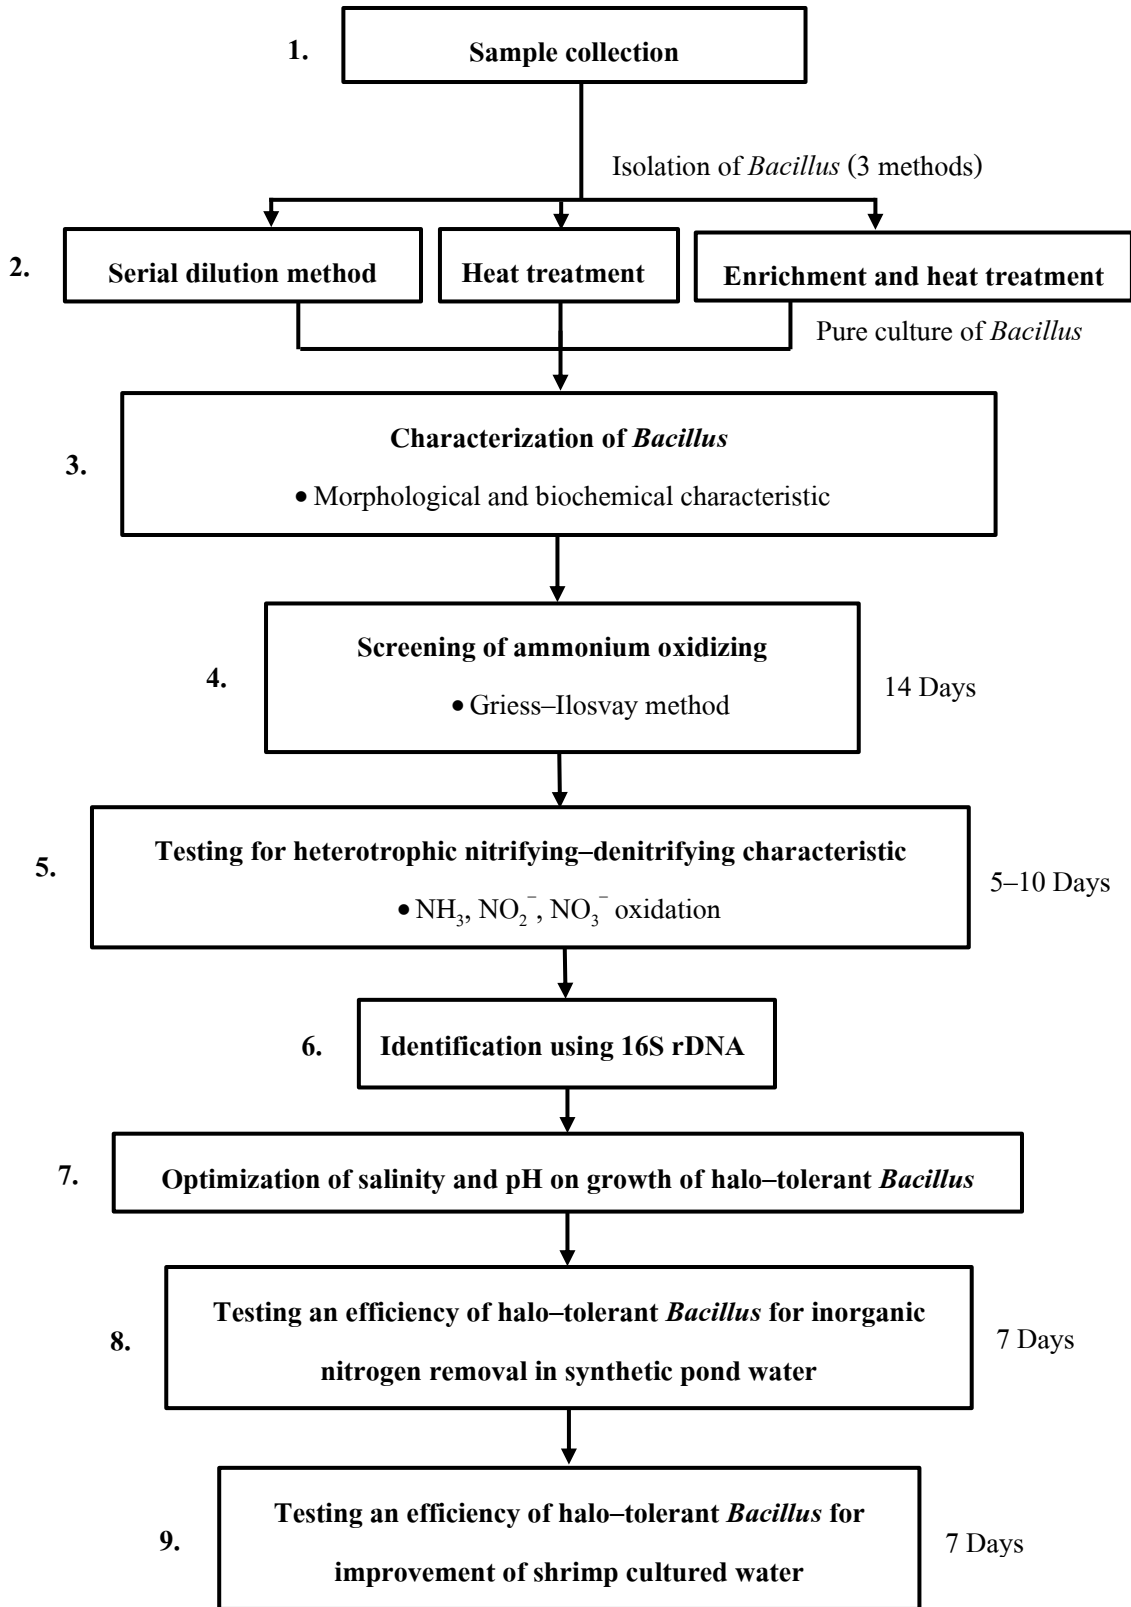 1. Sample collection
Isolation of Bacillus (3 methods)
2. Serial dilution method Heat treatment Enrichment and heat treatment
Pure culture of Bacillus
Characterization of Bacillus
3.
• Morphological and biochemical characteristic
Screening of ammonium oxidizing
4. 14 Days
• Griess–Ilosvay method
Testing for heterotrophic nitrifying–denitrifying characteristic
5. 5–10 Days
• NH₃, NO₂⁻, NO₃⁻ oxidation
6. Identification using 16S rDNA
7. Optimization of salinity and pH on growth of halo–tolerant Bacillus
Testing an efficiency of halo–tolerant Bacillus for inorganic
8. 7 Days
nitrogen removal in synthetic pond water
Testing an efficiency of halo–tolerant Bacillus for
9. 7 Days
improvement of shrimp cultured water